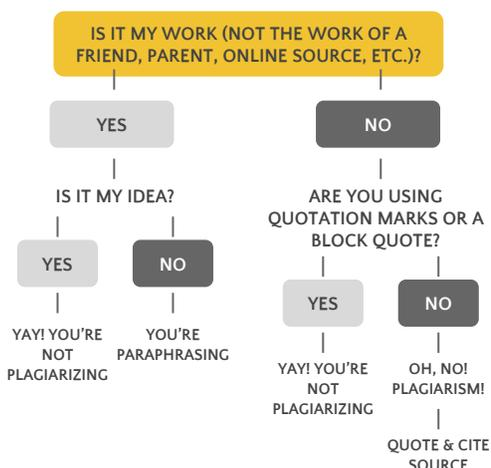 IS IT MY WORK (NOT THE WORK OF A
FRIEND, PARENT, ONLINE SOURCE, ETC.)?
YES
NO
IS IT MY IDEA?
ARE YOU USING
QUOTATION MARKS OR A
BLOCK QUOTE?
YES
NO
YES
NO
YAY! YOU'RE
NOT
PLAGIARIZING
YOU'RE
PARAPHRASING
YAY! YOU'RE
NOT
PLAGIARIZING
OH, NO!
PLAGIARISM!
QUOTE & CITE
SOURCE